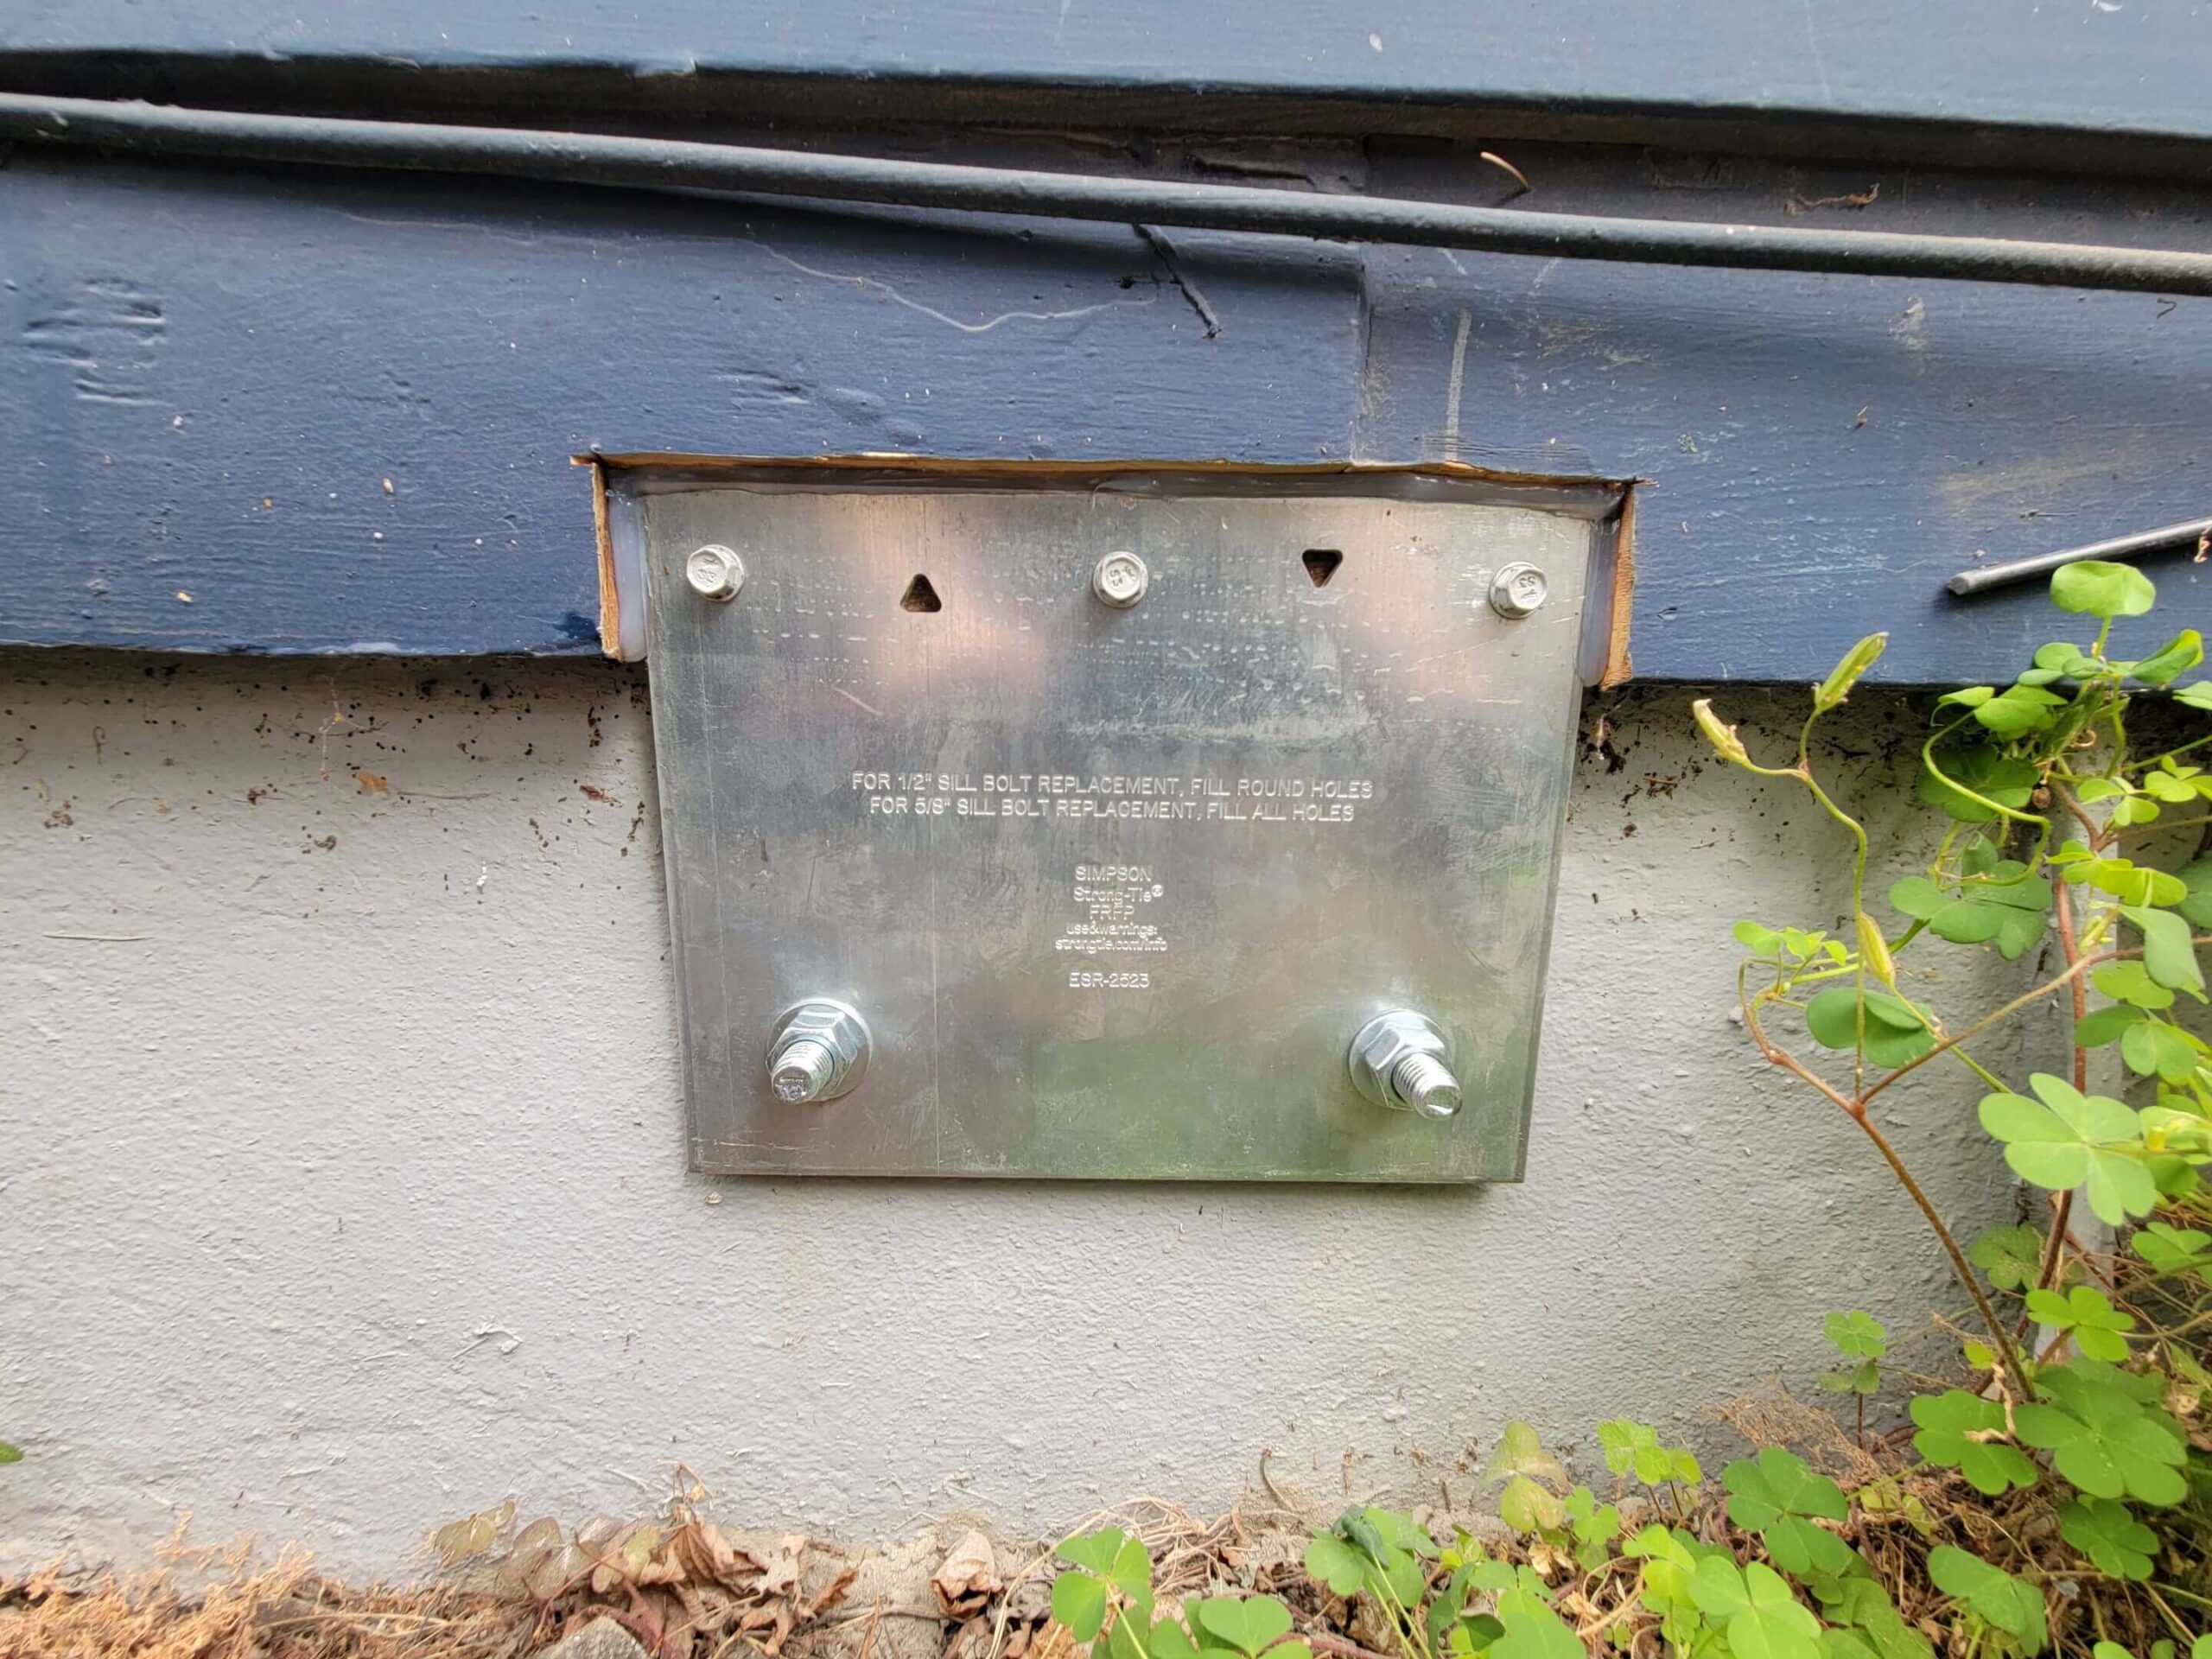 FOR 1/2" SILL BOLT REPLACEMENT, FILL ROUND HOLES
FOR 5/8" SILL BOLT REPLACEMENT, FILL ALL HOLES
SIMPSON
Strong-Tie®
FRFP
use&warnings:
strongtie.com/info
ESR-2523